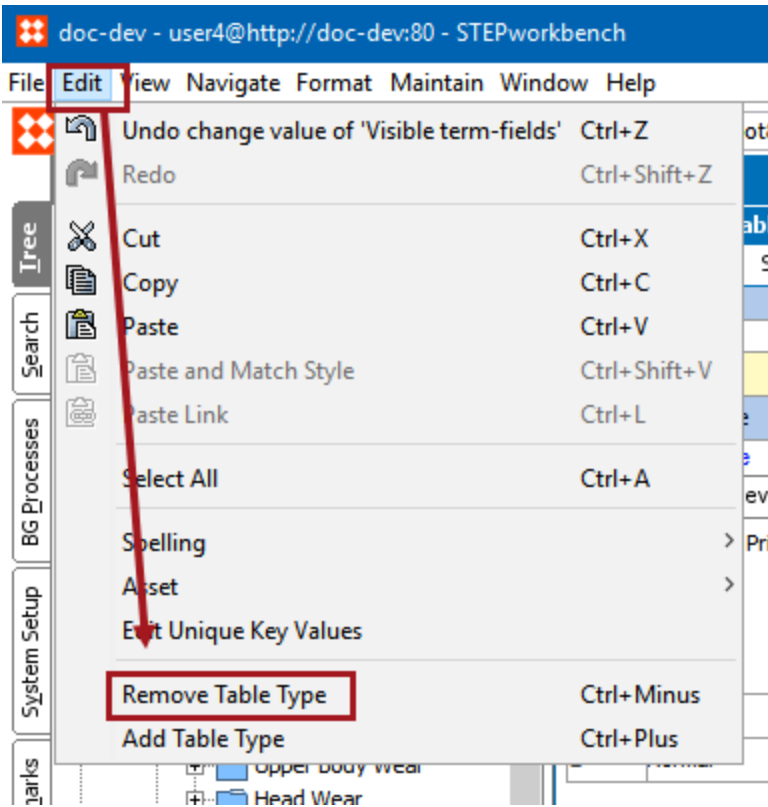 doc-dev - user4@http://doc-dev:80 - STEPworkbench
File Edit View Navigate Format Maintain Window Help
Undo change value of 'Visible term-fields' Ctrl+Z
Redo Ctrl+Shift+Z
Cut Ctrl+X
Copy Ctrl+C
Paste Ctrl+V
Paste and Match Style Ctrl+Shift+V
Paste Link Ctrl+L
Select All Ctrl+A
Spelling
Asset
Edit Unique Key Values
Remove Table Type Ctrl+Minus
Add Table Type Ctrl+Plus
Tree
Search
BG Processes
System Setup
Upper Body Wear
Head Wear